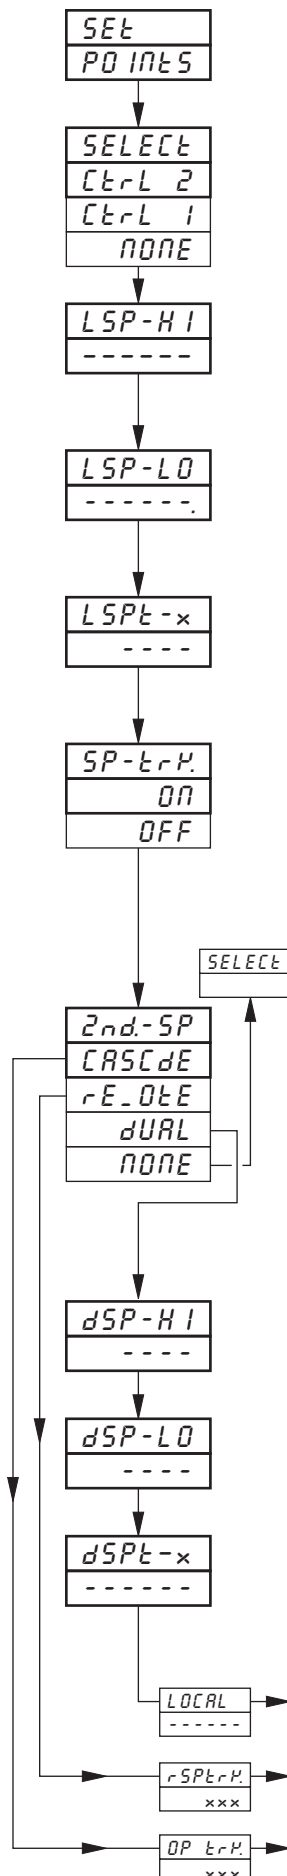 SEt
POINtS
SELECt
CtrL 2
CtrL 1
NONE
LSP-HI
------
LSP-LO
------.
LSPt-x
----
SP-trK.
ON
OFF
SELECt
2nd.-SP
CASCdE
rE_OtE
dUAL
NONE
dSP-HI
----
dSP-LO
----
dSPt-x
------
LOCAL
------
rSPtrK.
xxx
OP trK.
xxx